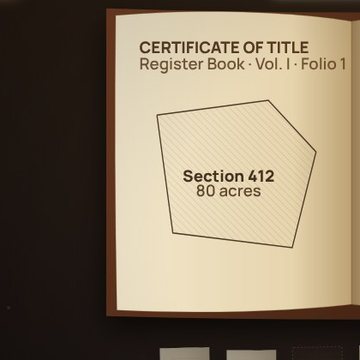 CERTIFICATE OF TITLE
Register Book · Vol. I · Folio 1
Section 412
80 acres